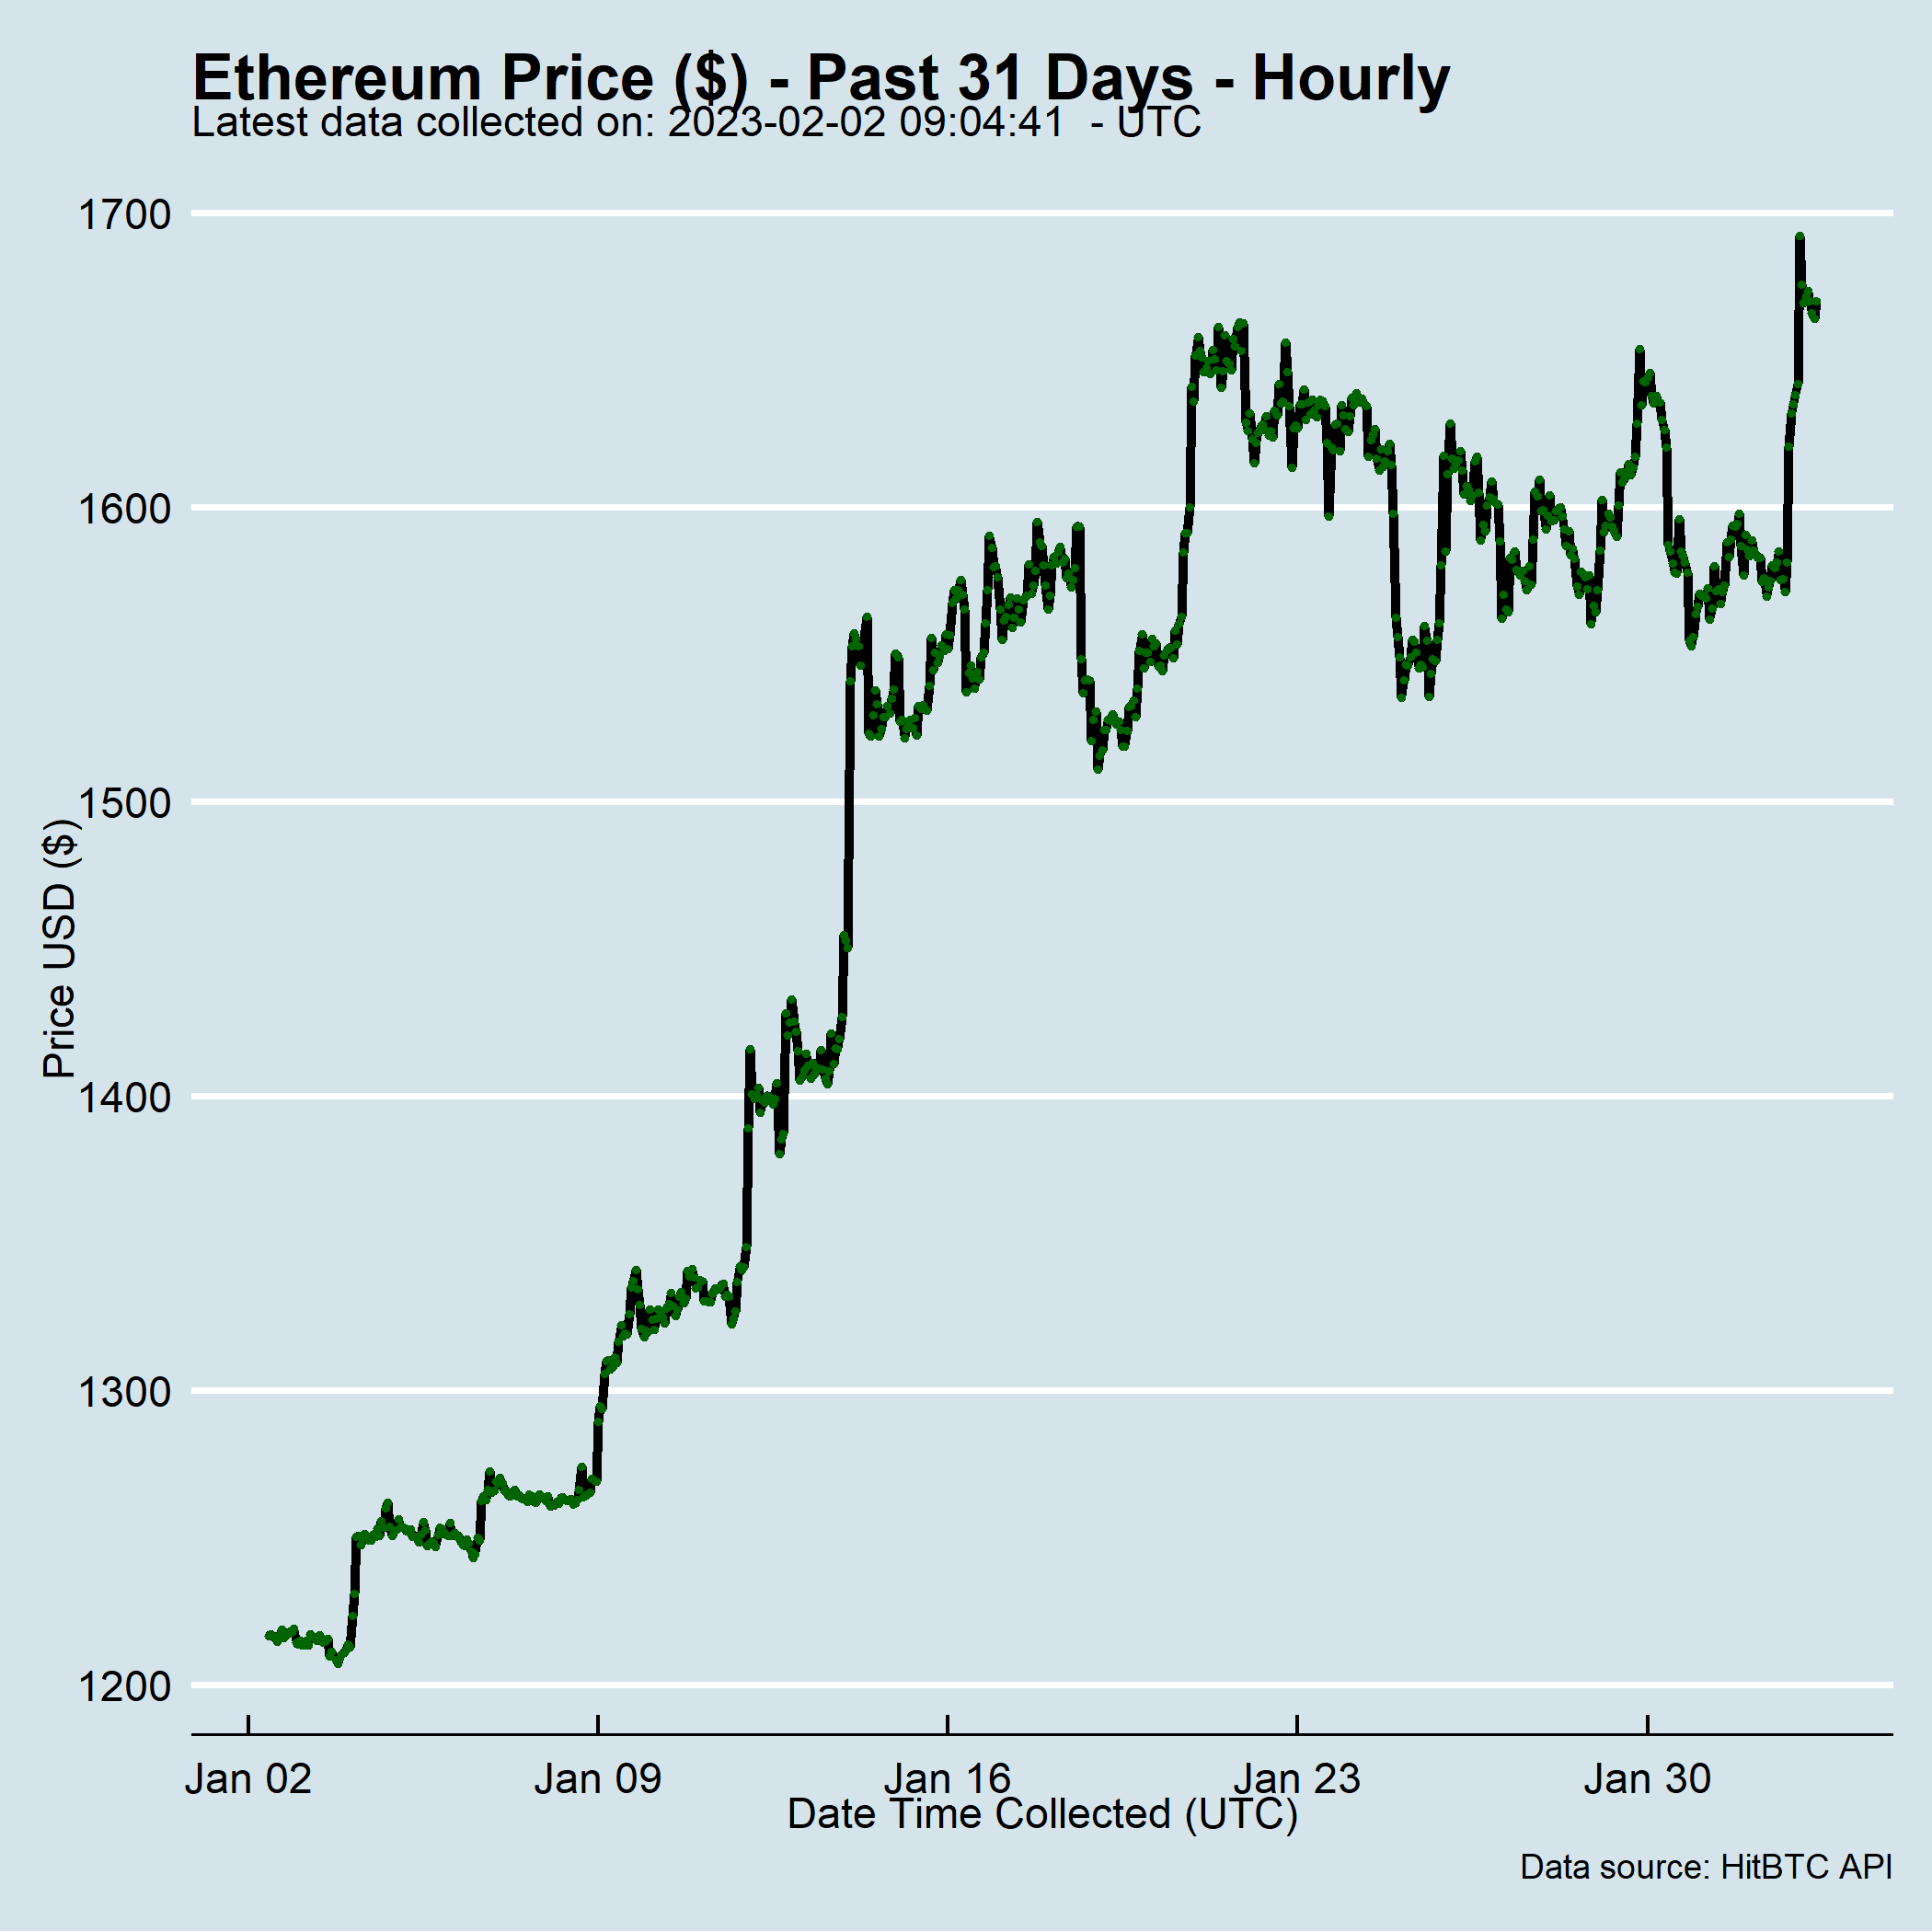 Ethereum Price ($) - Past 31 Days - Hourly
Latest data collected on: 2023-02-02 09:04:41  - UTC
1700
1600
1500
1400
1300
1200
Price USD ($)
Jan 02 Jan 09 Jan 16 Jan 23 Jan 30
Date Time Collected (UTC)
Data source: HitBTC API